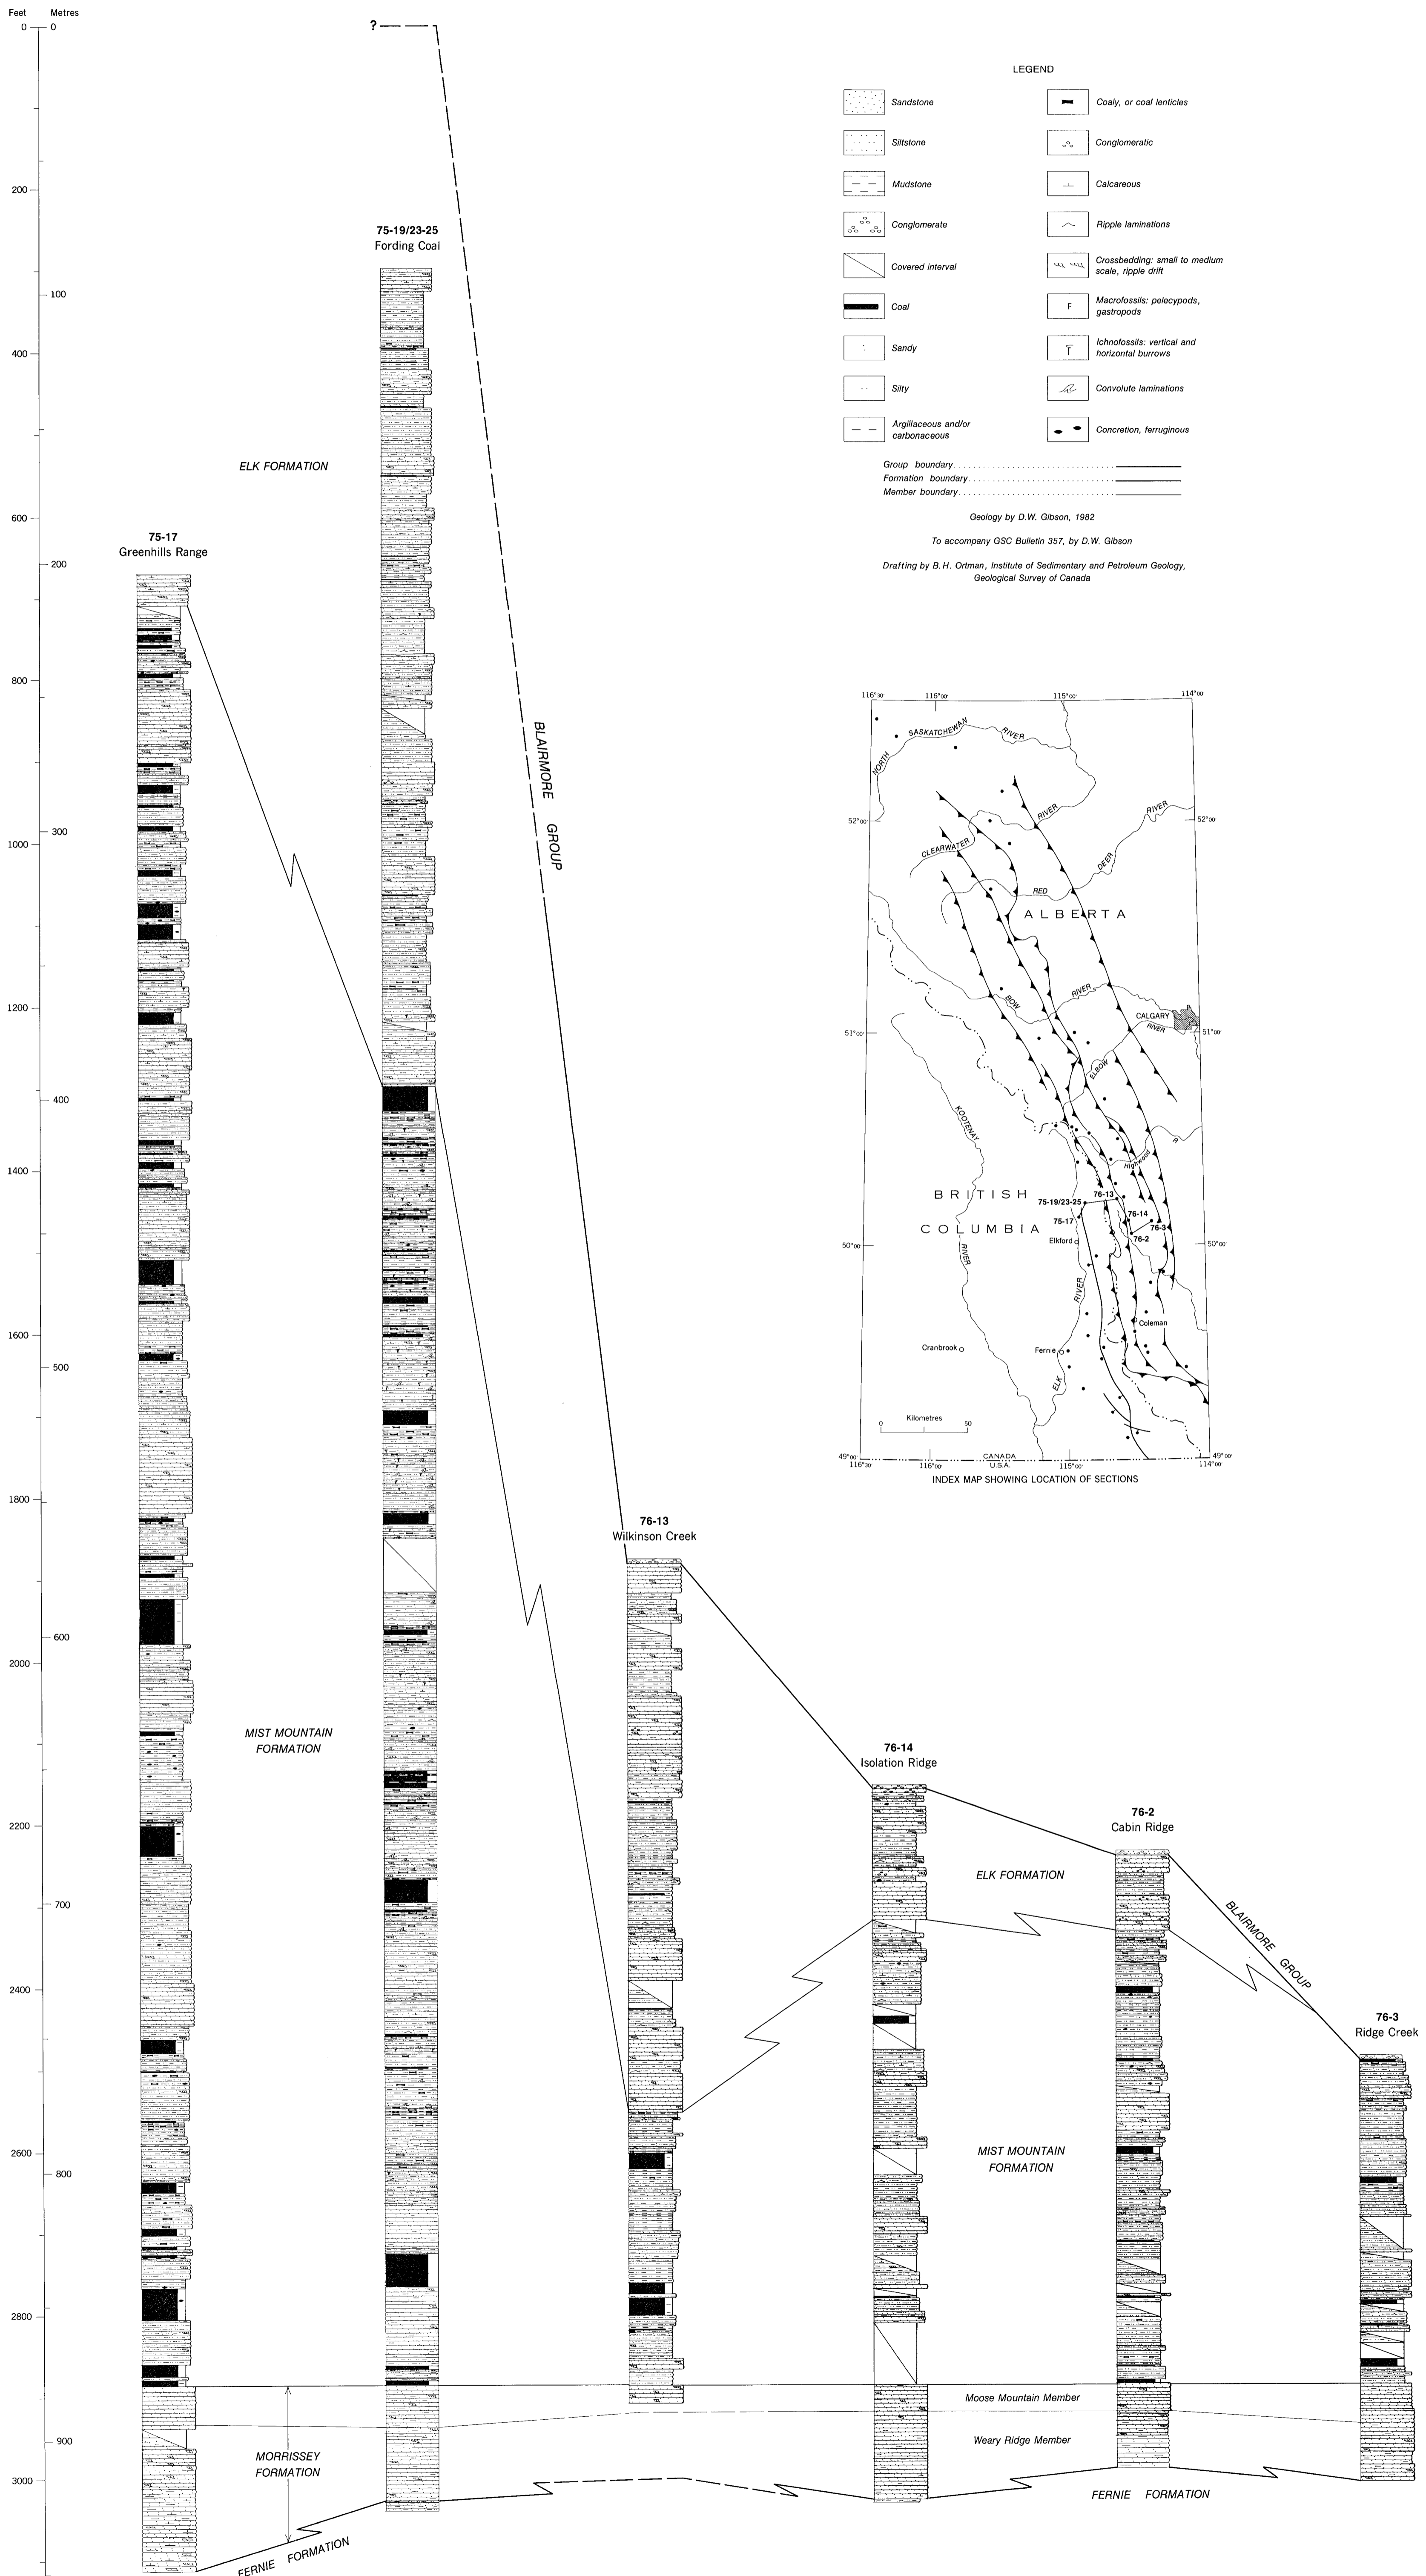 Feet Metres
0 0
200
100
400
600
200
800
300
1000
1200
400
1400
1600
500
1800
600
2000
2200
700
2400
2600
800
2800
900
3000
?
75-19/23-25
Fording Coal
ELK FORMATION
75-17
Greenhills Range
BLAIRMORE GROUP
MIST MOUNTAIN
FORMATION
MORRISSEY
FORMATION
FERNIE FORMATION
76-13
Wilkinson Creek
76-14
Isolation Ridge
76-2
Cabin Ridge
ELK FORMATION
BLAIRMORE GROUP
76-3
Ridge Creek
MIST MOUNTAIN
FORMATION
Moose Mountain Member
Weary Ridge Member
FERNIE FORMATION
LEGEND
Sandstone
Siltstone
Mudstone
Conglomerate
Covered interval
Coal
Sandy
Silty
Argillaceous and/or
carbonaceous
Coaly, or coal lenticles
Conglomeratic
Calcareous
Ripple laminations
Crossbedding: small to medium
scale, ripple drift
F
Macrofossils: pelecypods,
gastropods
Ichnofossils: vertical and
horizontal burrows
Convolute laminations
Concretion, ferruginous
Group boundary
Formation boundary
Member boundary
Geology by D.W. Gibson, 1982
To accompany GSC Bulletin 357, by D.W. Gibson
Drafting by B.H. Ortman, Institute of Sedimentary and Petroleum Geology,
Geological Survey of Canada
116°30' 116°00' 115°00' 114°00'
NORTH SASKATCHEWAN RIVER
52°00' 52°00'
CLEARWATER RIVER
RED DEER RIVER
ALBERTA
BOW RIVER
CALGARY
51°00' 51°00'
ELBOW RIVER
KOOTENAY RIVER
Highwood R
BRITISH
COLUMBIA
75-19/23-25
76-13
75-17
76-14
76-3
76-2
Elkford
50°00' 50°00'
ELK RIVER
Coleman
Cranbrook
Fernie
Kilometres
0 50
49°00' 49°00'
116°30' 116°00' 115°00' 114°00'
CANADA
U.S.A.
INDEX MAP SHOWING LOCATION OF SECTIONS